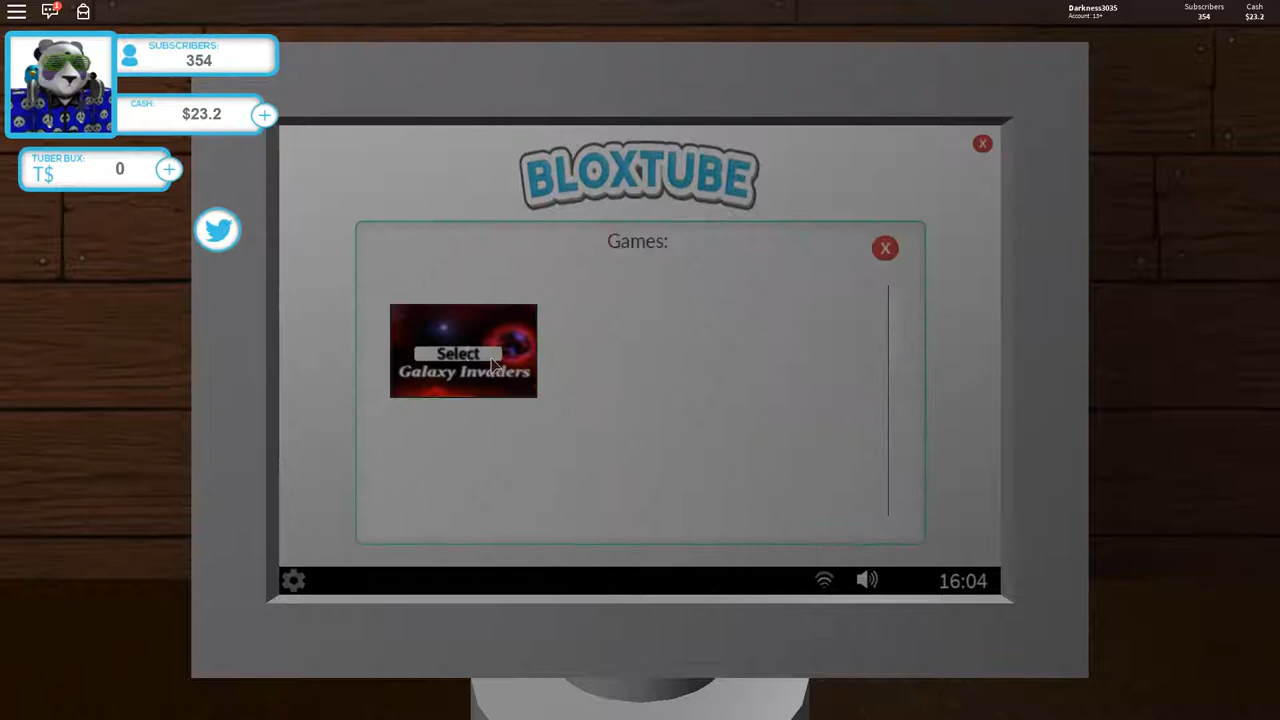 Darkness3035
Account: 13+
Subscribers
354
Cash
$23.2
SUBSCRIBERS:
354
CASH:
$23.2
+
TUBER BUX:
T$
0
+
BLOXTUBE
X
Games:
X
Select
Galaxy Invaders
16:04